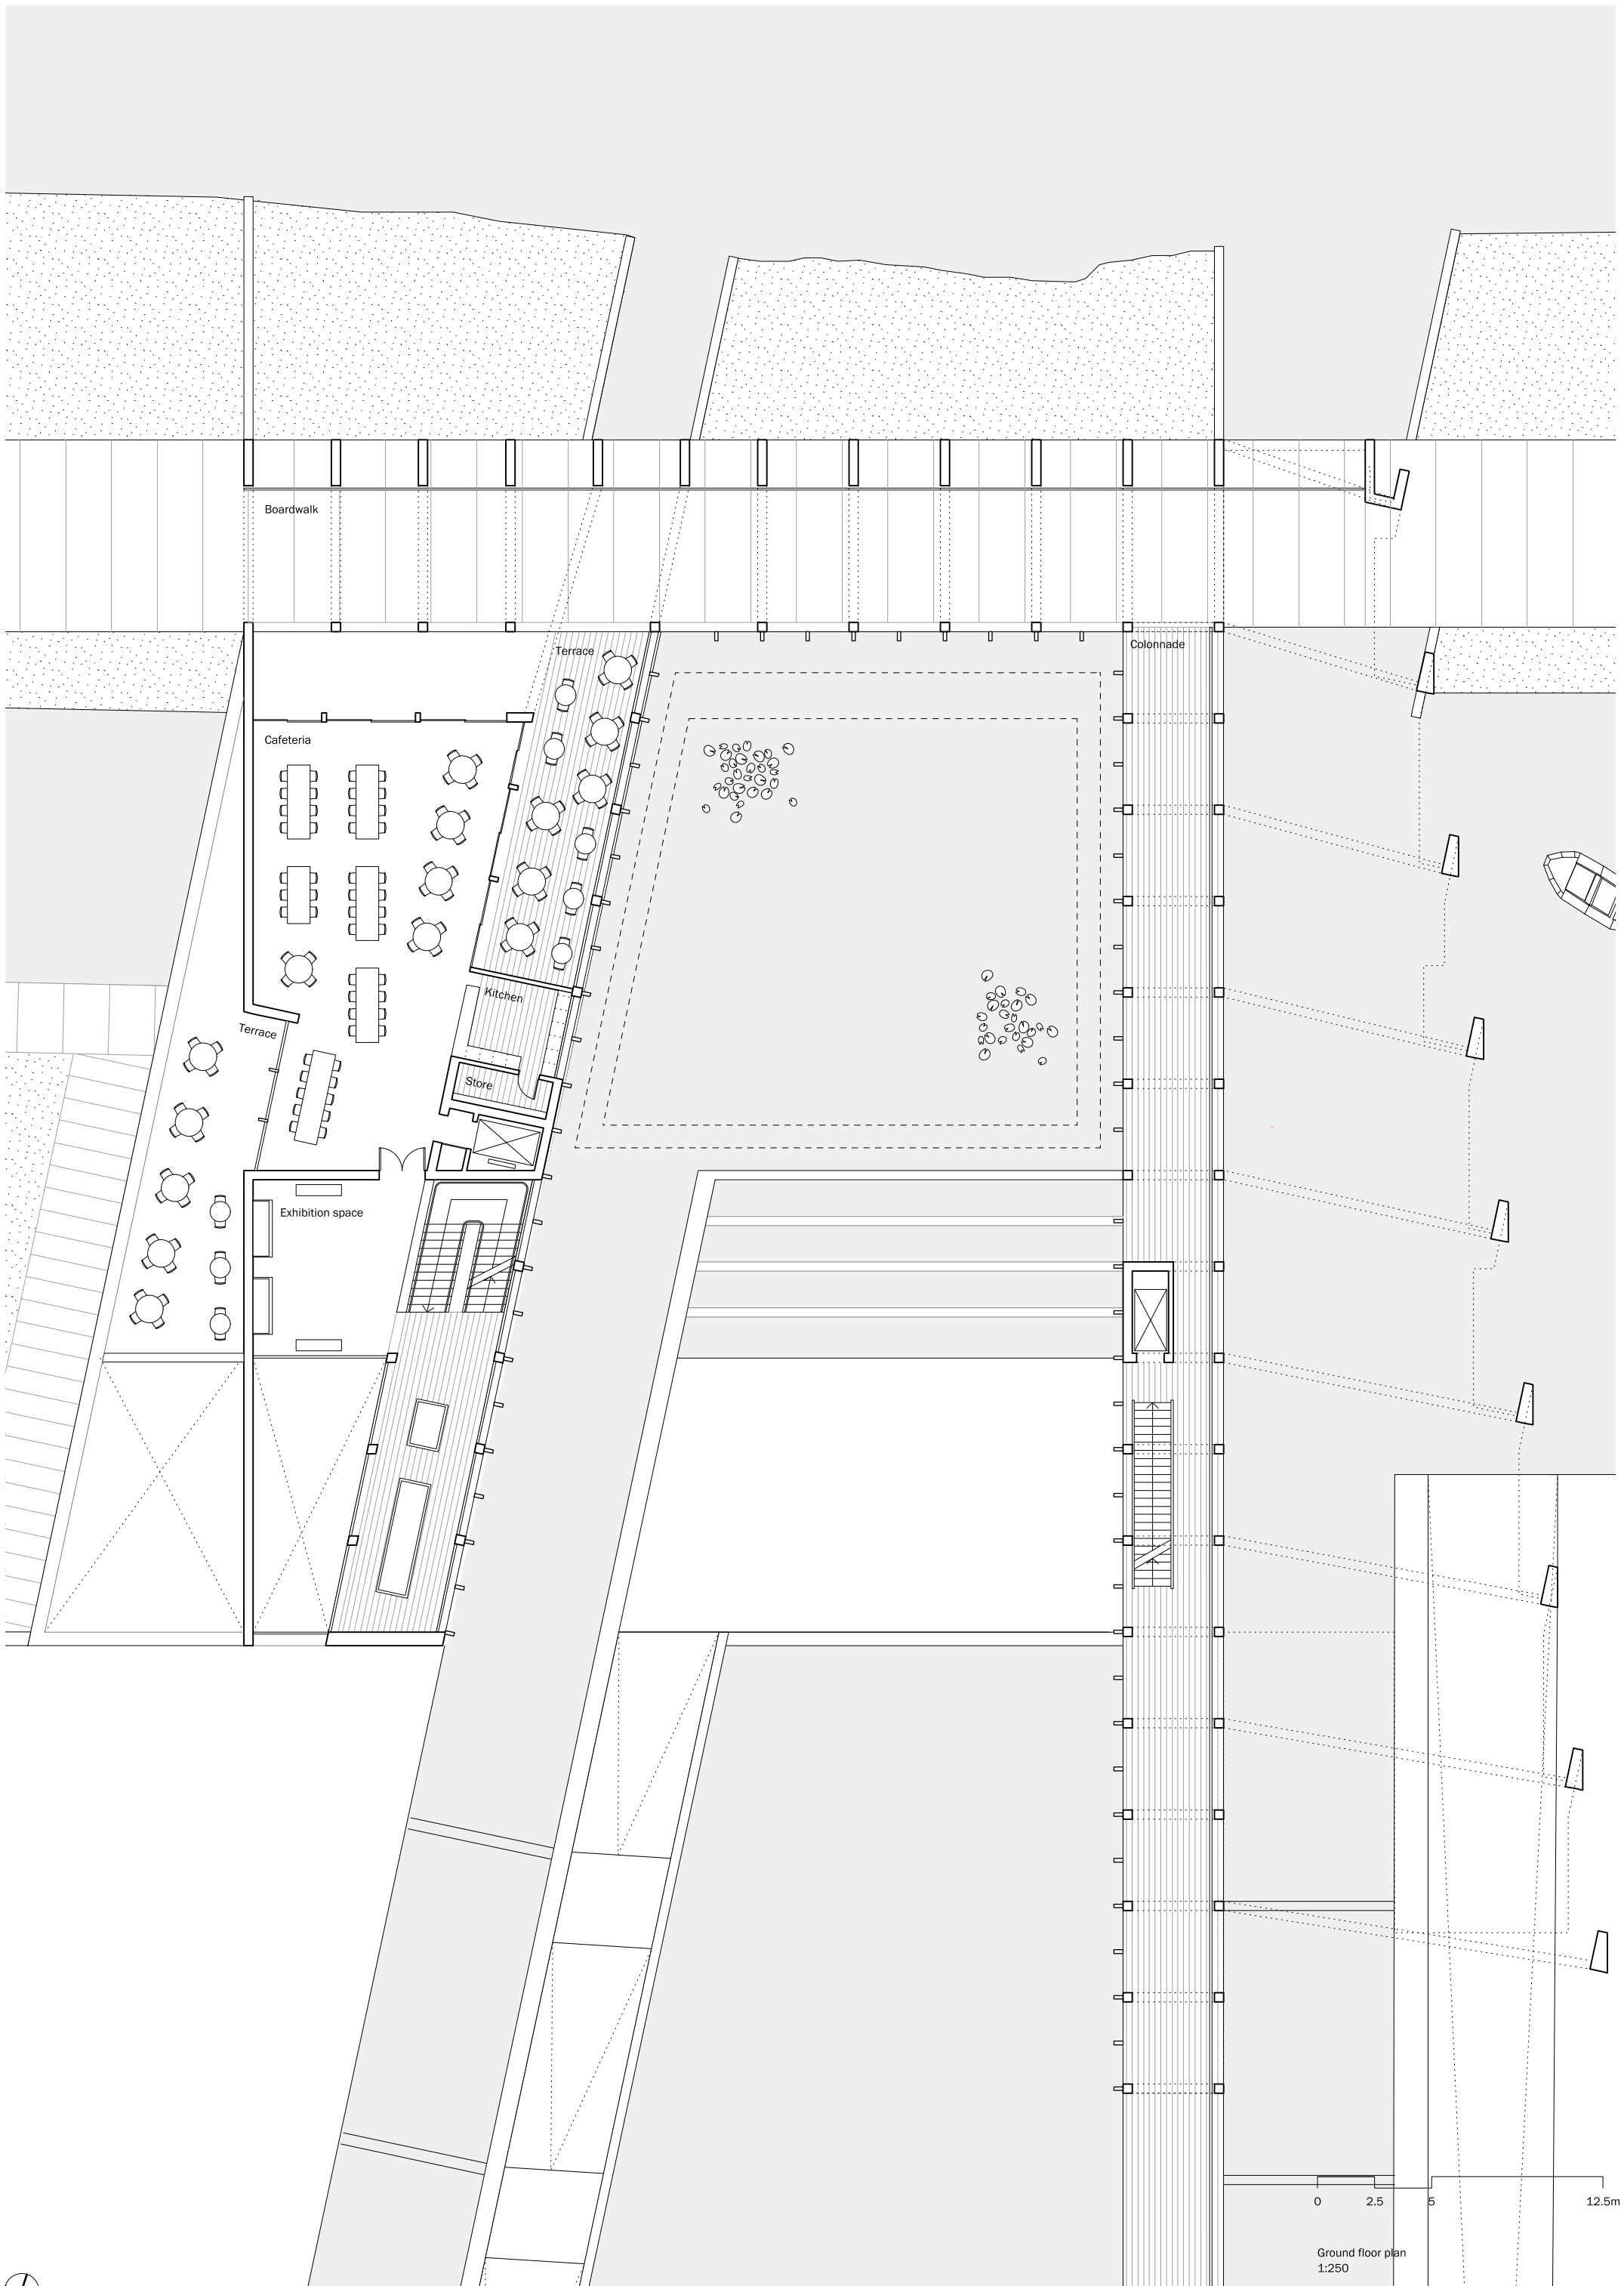 Boardwalk
Terrace
Colonnade
Cafeteria
Kitchen
Terrace
Store
Exhibition space
0 2.5 5 12.5m
Ground floor plan
1:250